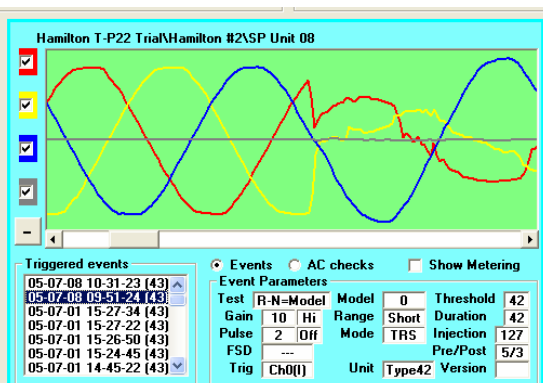 Hamilton T-P22 Trial\Hamilton #2\SP Unit 08
Triggered events
05-07-08 10-31-23 (43)
05-07-08 09-51-24 (43)
05-07-01 15-27-34 (43)
05-07-01 15-27-22 (43)
05-07-01 15-26-50 (43)
05-07-01 15-24-45 (43)
05-07-01 14-45-22 (43)
Events AC checks Show Metering
Event Parameters
Test R-N=Model Model 0 Threshold 42
Gain 10 Hi Range Short Duration 42
Pulse 2 Off Mode TRS Injection 127
FSD --- Pre/Post 5/3
Trig Ch0(I) Unit Type42 Version